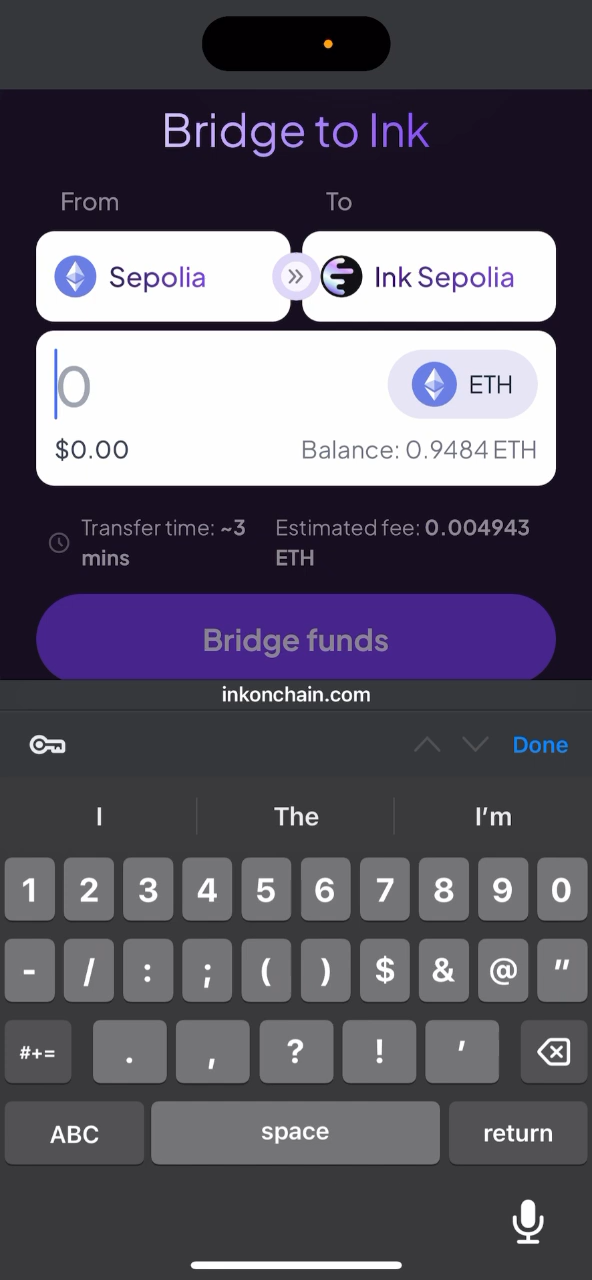 Bridge to Ink
From
To
Sepolia
Ink Sepolia
0
ETH
$0.00
Balance: 0.9484 ETH
Transfer time: ~3 mins
Estimated fee: 0.004943 ETH
Bridge funds
inkonchain.com
Done
I
The
I’m
1 2 3 4 5 6 7 8 9 0
- / : ; ( ) $ & @ "
#+= . , ? ! ’
ABC space return